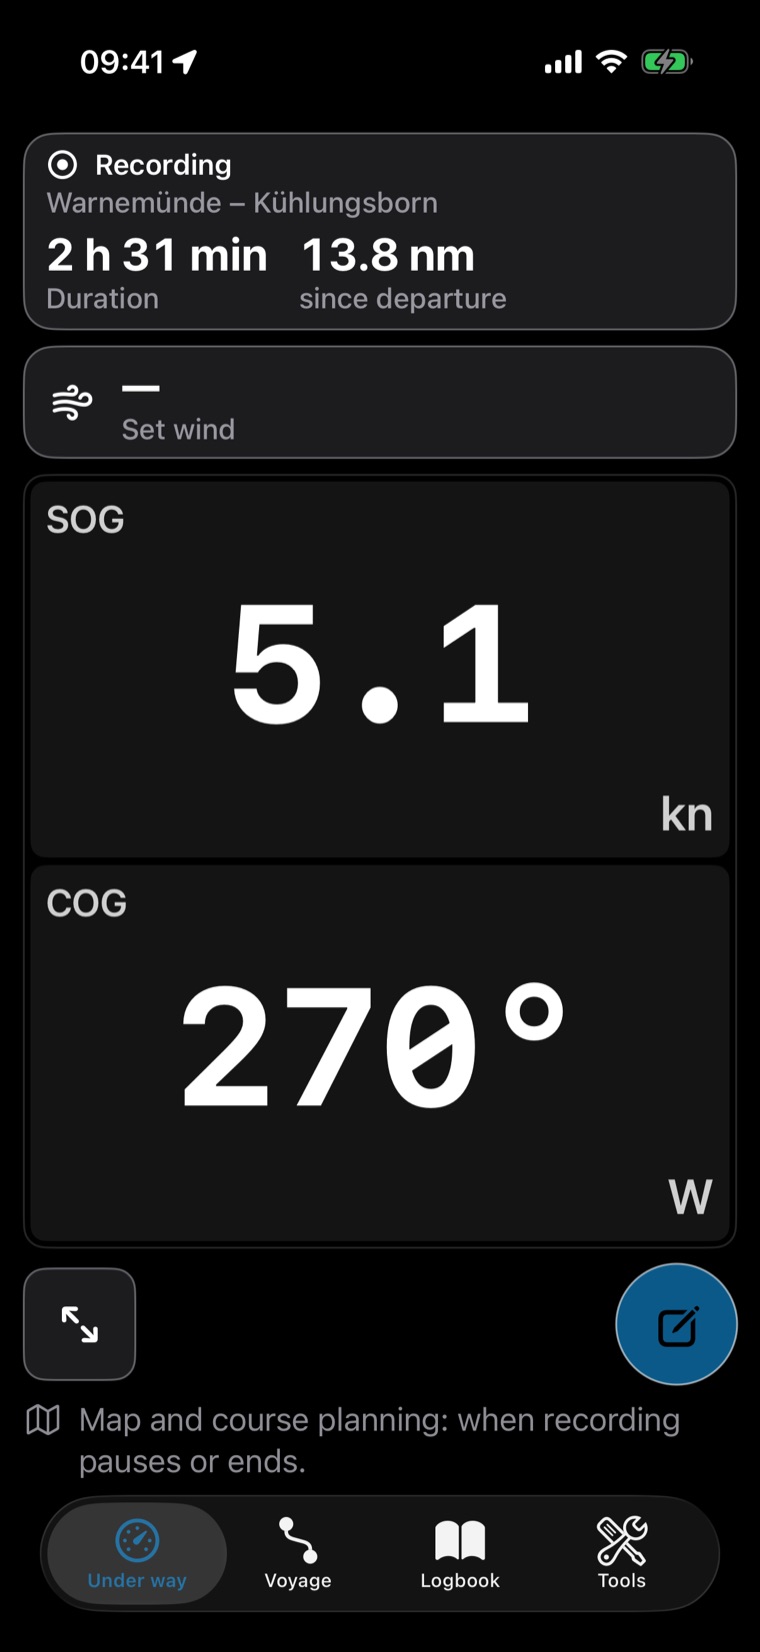 09:41
Recording
Warnemünde – Kühlungsborn
2 h 31 min 13.8 nm
Duration since departure
—
Set wind
SOG
5.1
kn
COG
270°
W
Map and course planning: when recording
pauses or ends.
Under way Voyage Logbook Tools